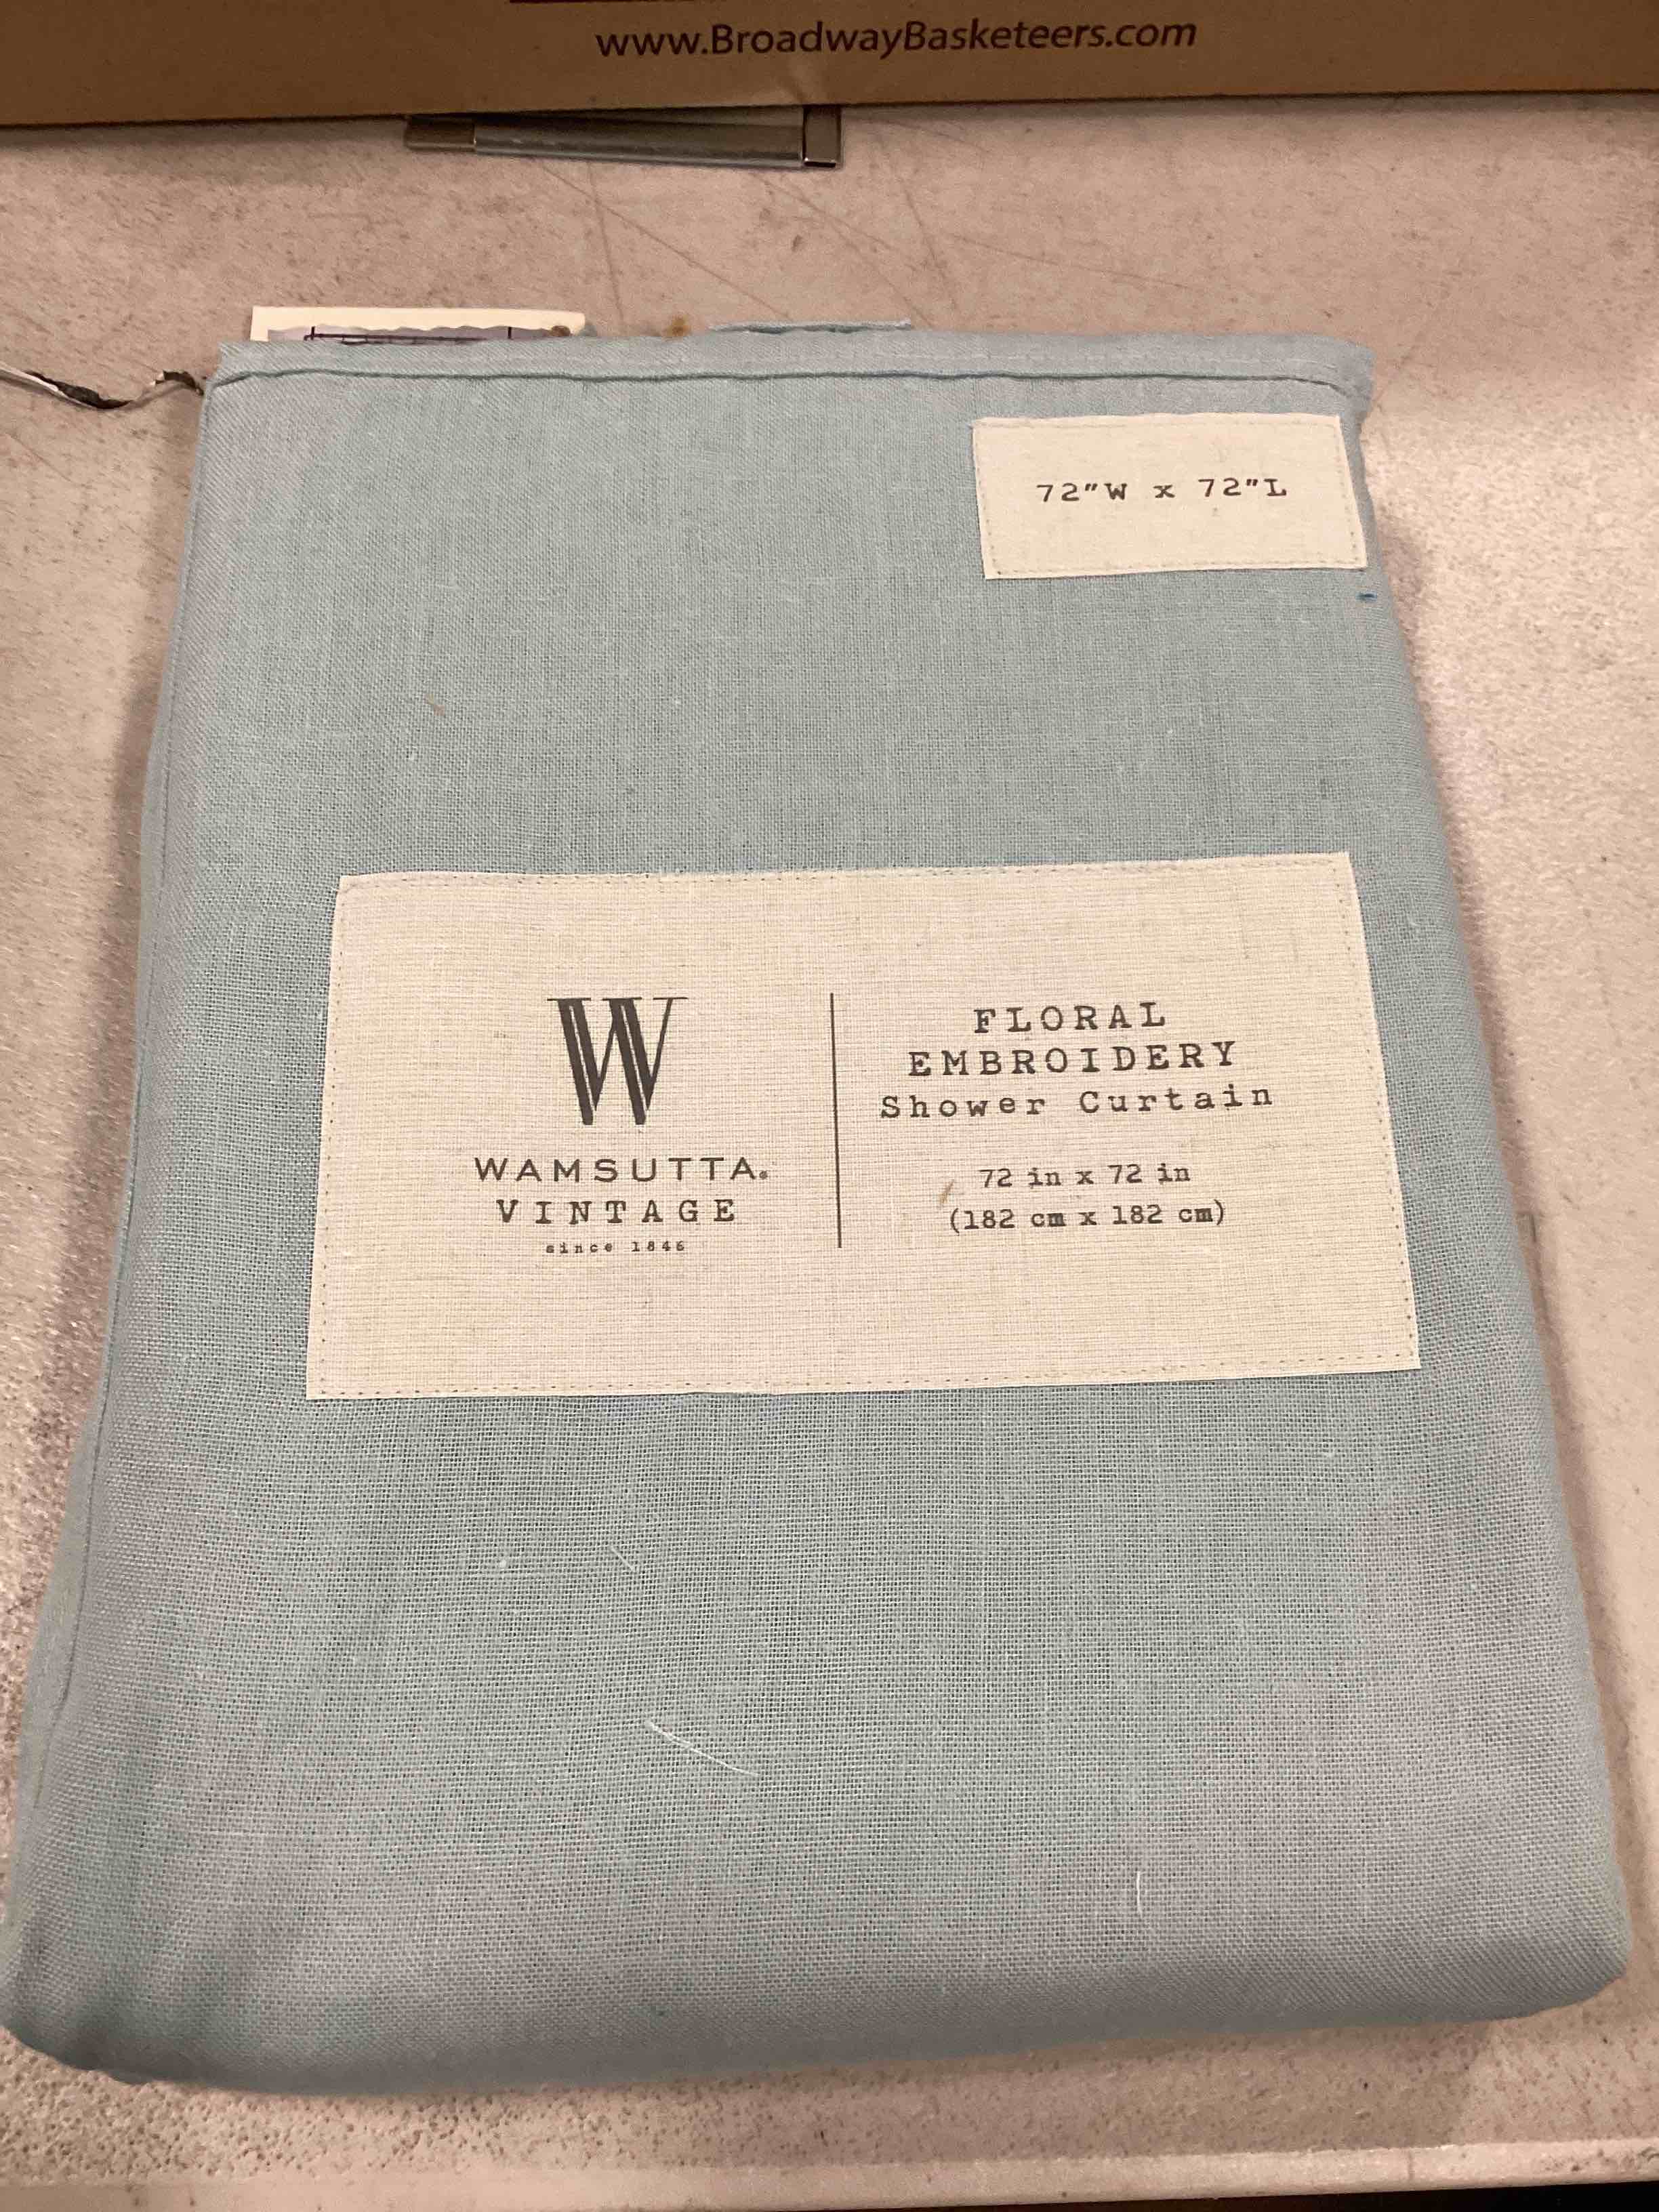 www.BroadwayBasketeers.com
72"W x 72"L
W
WAMSUTTA®
VINTAGE
since 1846
FLORAL
EMBROIDERY
Shower Curtain
72 in x 72 in
(182 cm x 182 cm)